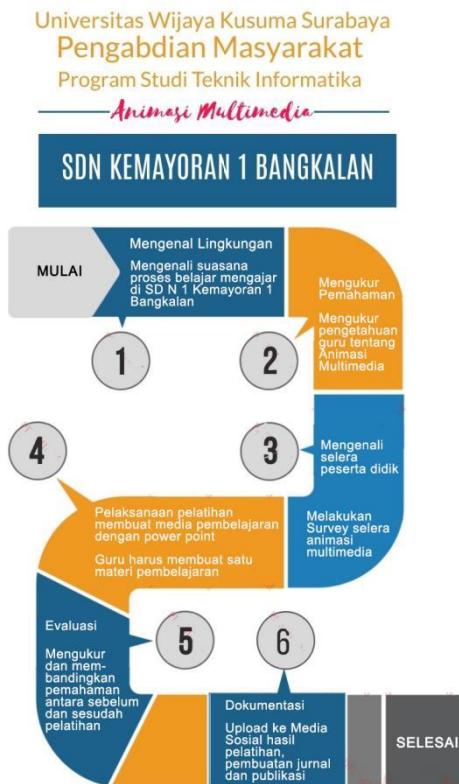 Universitas Wijaya Kusuma Surabaya
Pengabdian Masyarakat
Program Studi Teknik Informatika
Animasi Multimedia
SDN KEMAYORAN 1 BANGKALAN
MULAI
Mengenal Lingkungan
Mengenali suasana
proses belajar mengajar
di SD N 1 Kemayoran 1
Bangkalan
1
2
Mengukur
Pemahaman
Mengukur
pengetahuan
guru tentang
Animasi
Multimedia
3
Mengenali
selera
peserta didik
Melakukan
Survey selera
animasi
multimedia
4
Pelaksanaan pelatihan
membuat media pembelajaran
dengan power point
Guru harus membuat satu
materi pembelajaran
5
Evaluasi
Mengukur
dan mem-
bandingkan
pemahaman
antara sebelum
dan sesudah
pelatihan
6
Dokumentasi
Upload ke Media
Sosial hasil
pelatihan,
pembuatan jurnal
dan publikasi
SELESAI